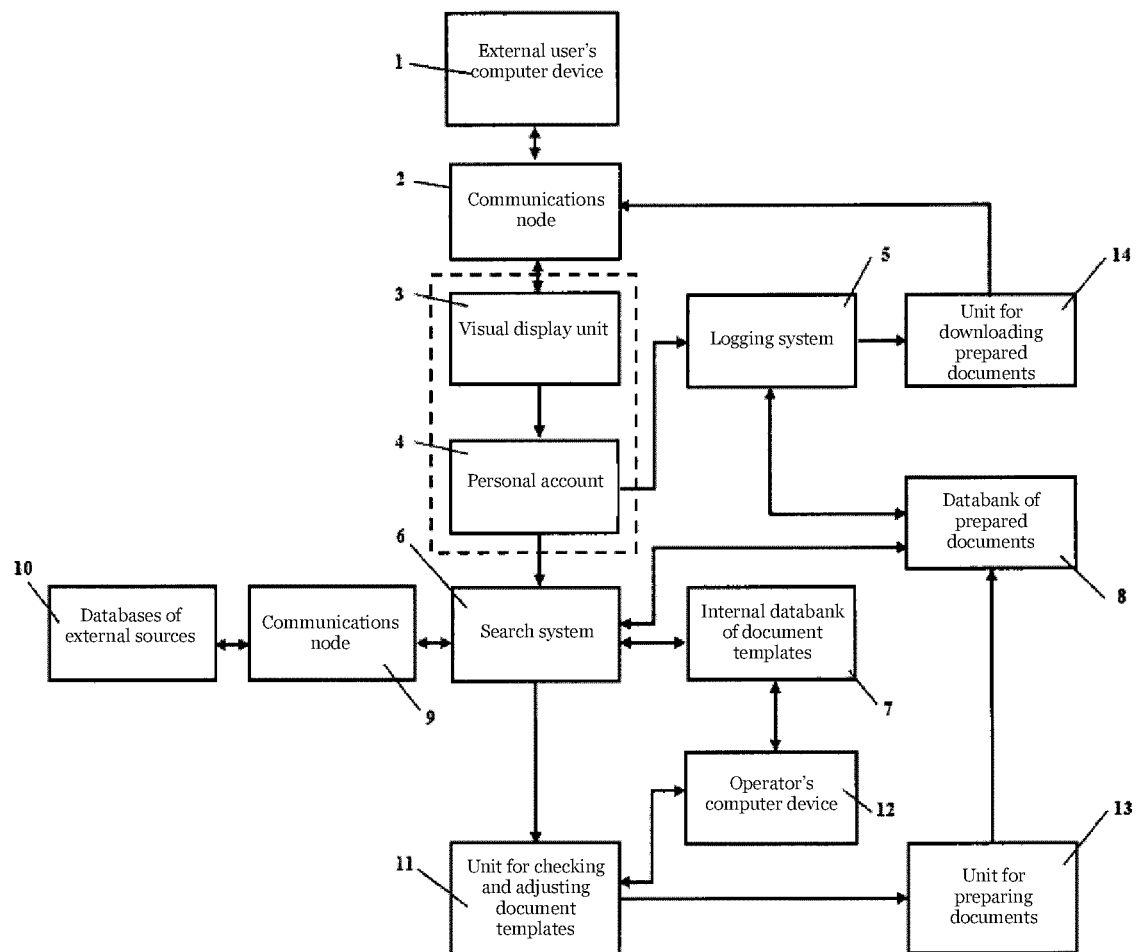 1
External user's
computer device
2
Communications
node
3
Visual display unit
5
Logging system
14
Unit for
downloading
prepared
documents
4
Personal account
Databank of
prepared
documents
8
6
Search system
10
Databases of
external sources
Communications
node
9
Internal databank
of document
templates
7
Operator's
computer device
12
11
Unit for checking
and adjusting
document
templates
13
Unit for
preparing
documents